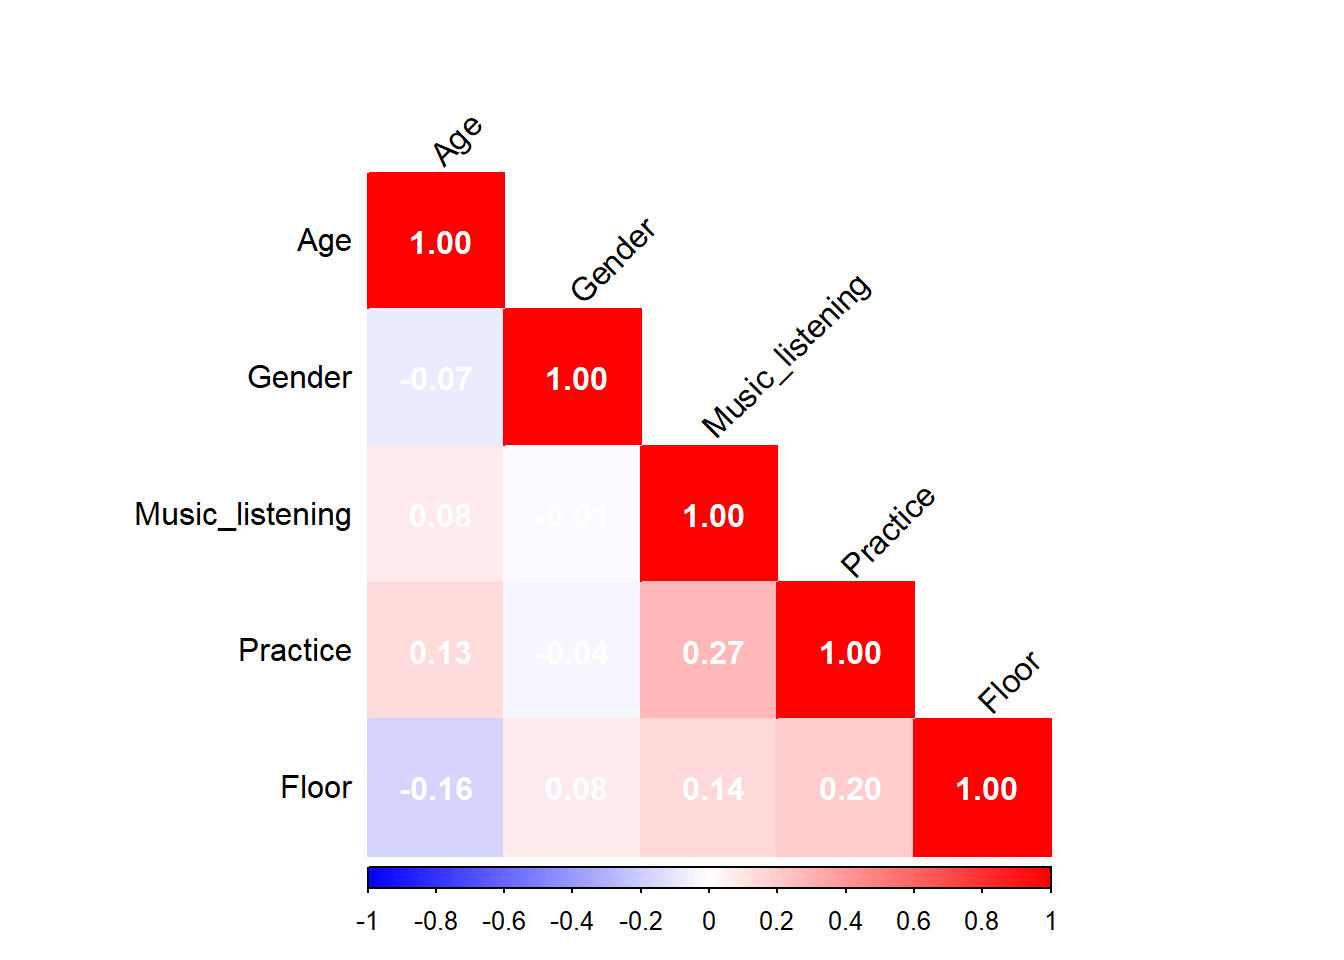 Age
Gender
Music_listening
Practice
Floor
Age 1.00
Gender -0.07 1.00
Music_listening 0.08 -0.01 1.00
Practice 0.13 -0.04 0.27 1.00
Floor -0.16 0.08 0.14 0.20 1.00
-1 -0.8 -0.6 -0.4 -0.2 0 0.2 0.4 0.6 0.8 1